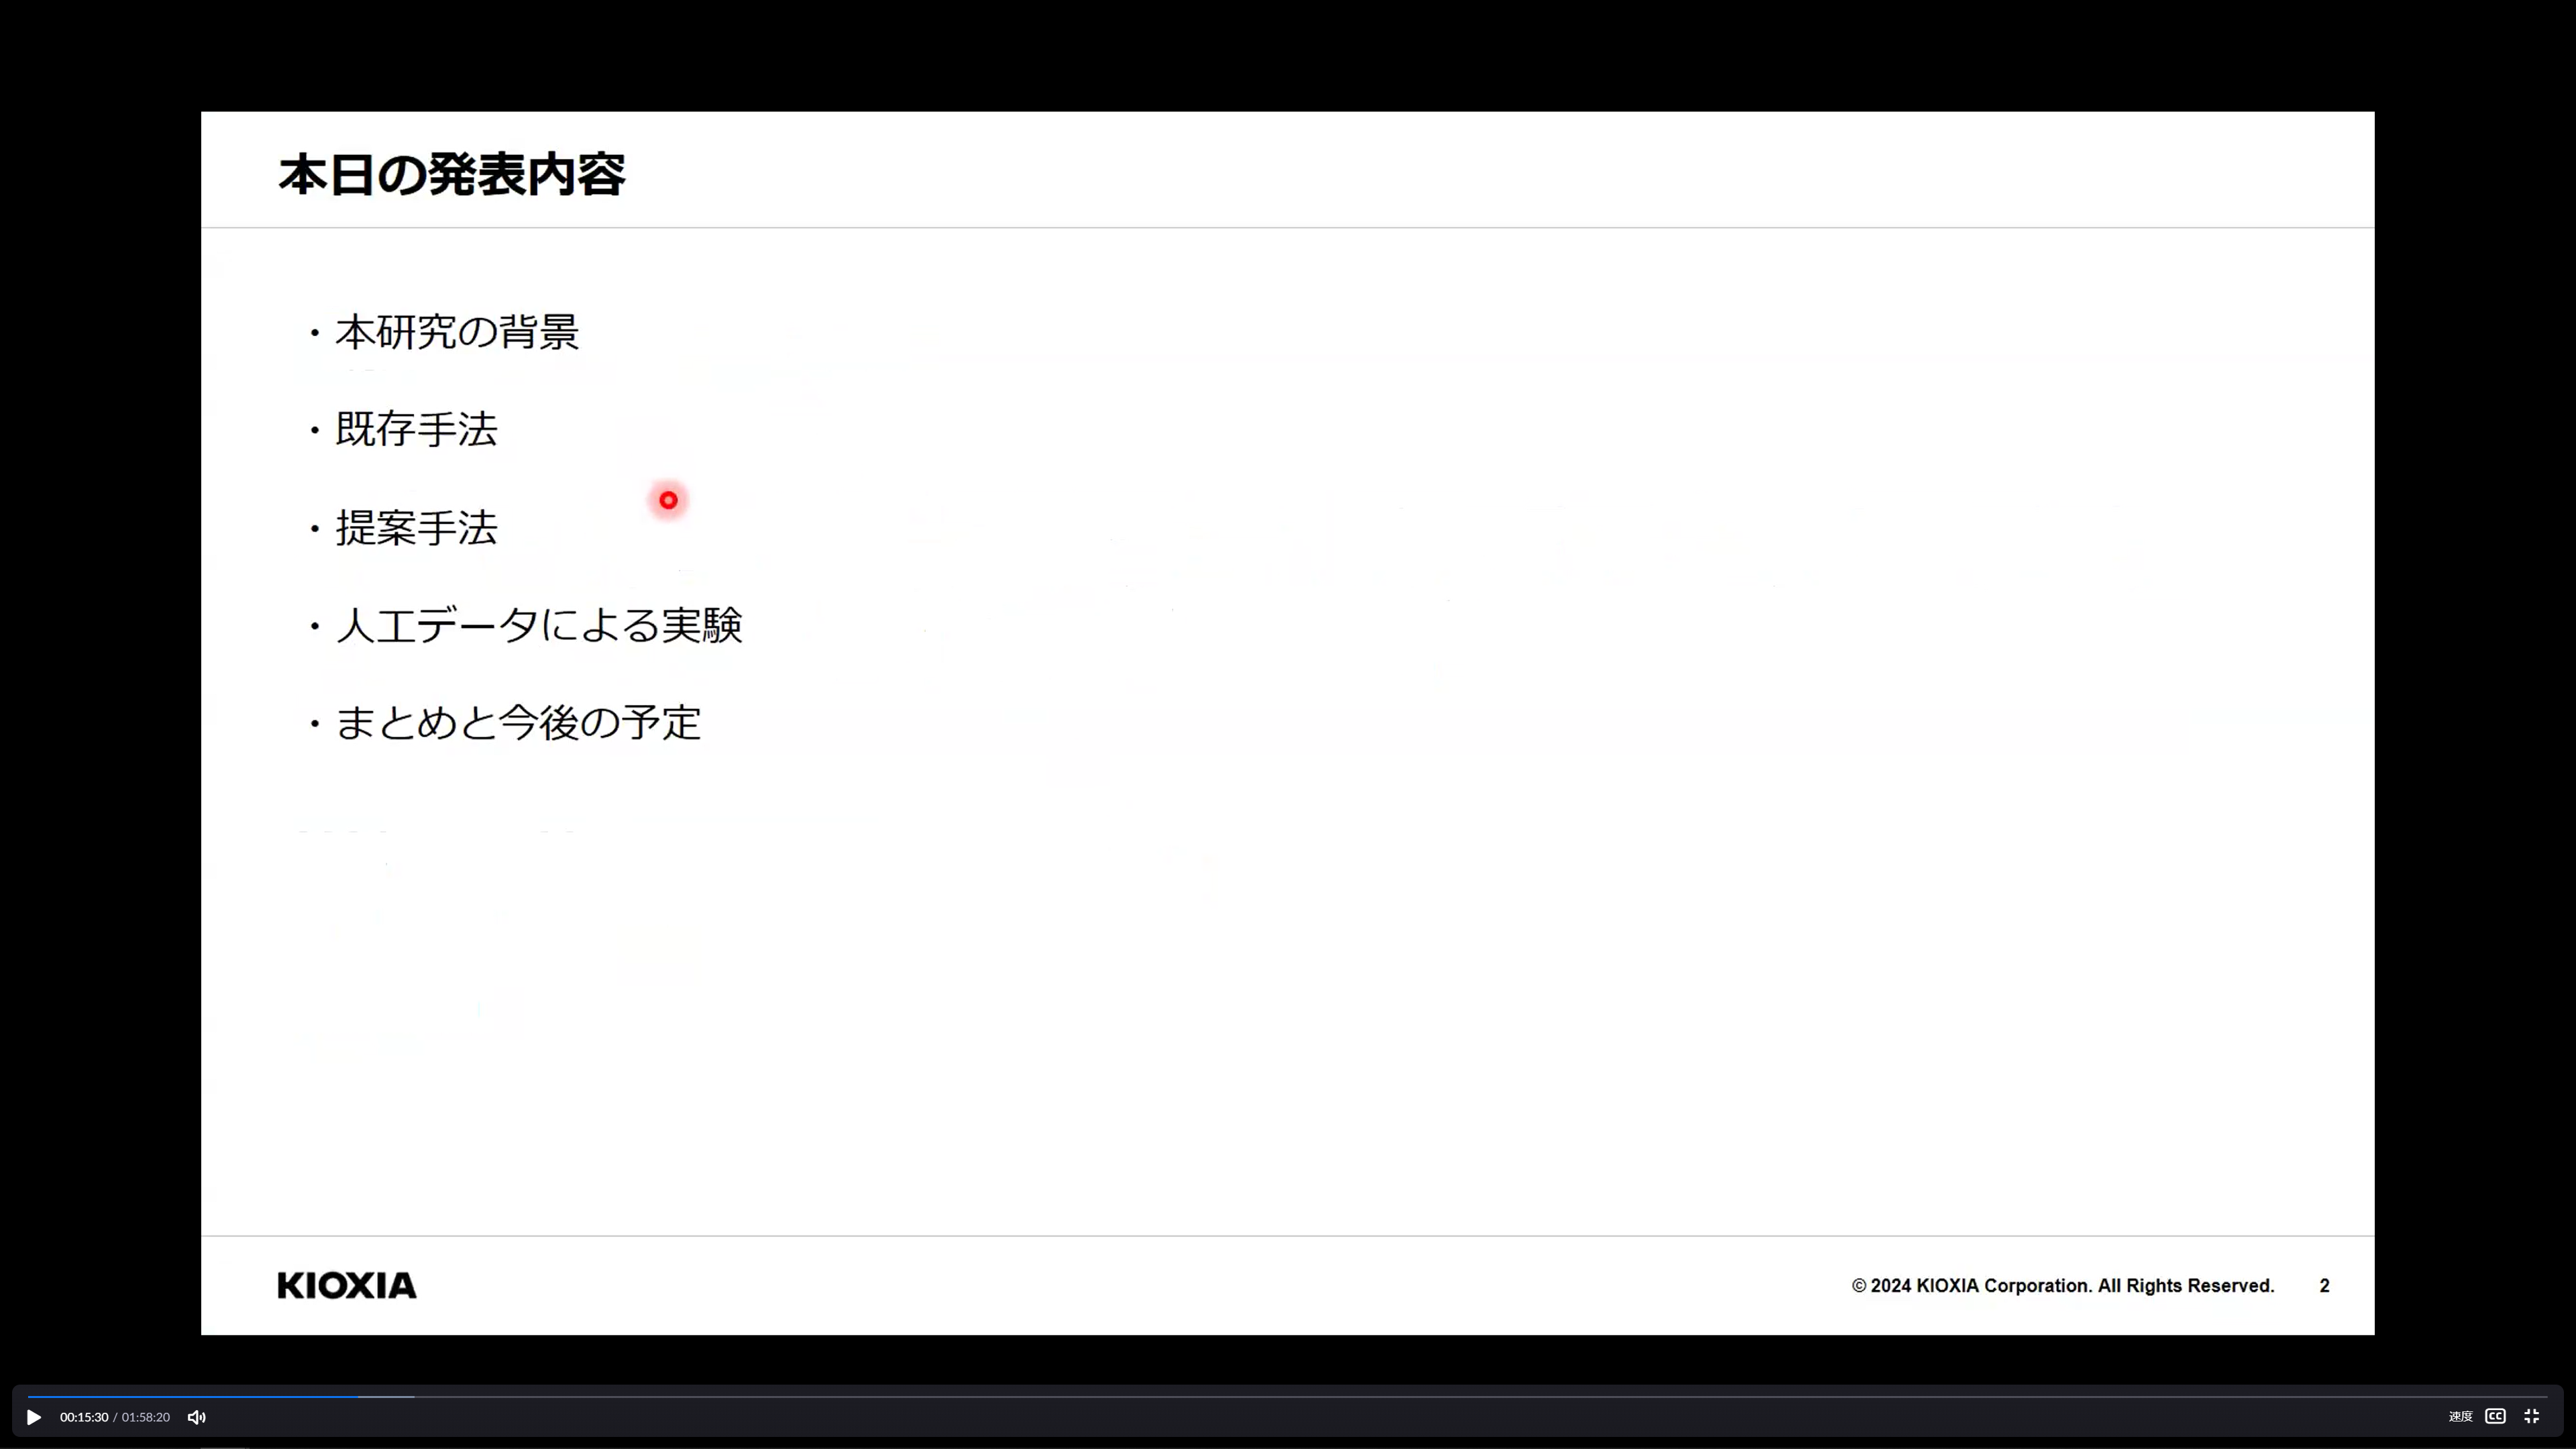 本日の発表内容
・本研究の背景
・既存手法
・提案手法
・人工データによる実験
・まとめと今後の予定
KIOXIA
© 2024 KIOXIA Corporation. All Rights Reserved. 2
00:15:30 / 01:58:20
速度 CC